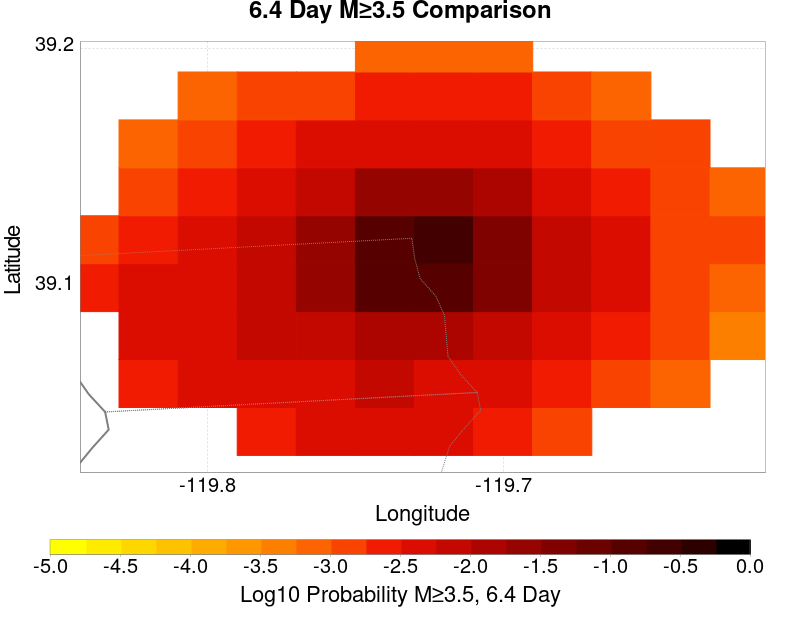 6.4 Day M≥3.5 Comparison
39.2
39.1
Latitude
-119.8 -119.7
Longitude
-5.0 -4.5 -4.0 -3.5 -3.0 -2.5 -2.0 -1.5 -1.0 -0.5 0.0
Log10 Probability M≥3.5, 6.4 Day